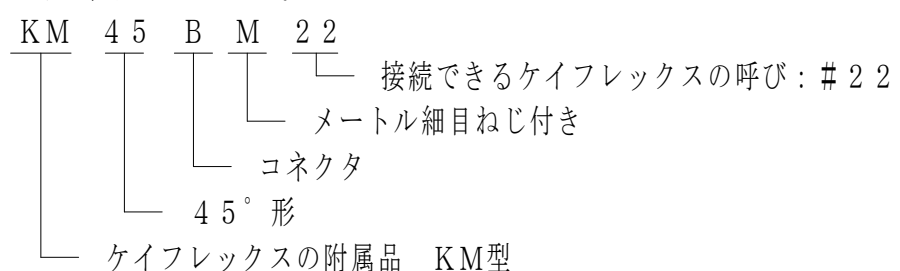 KM 45 B M 22
接続できるケイフレックスの呼び:#22
メートル細目ねじ付き
コネクタ
45°形
ケイフレックスの附属品 KM型